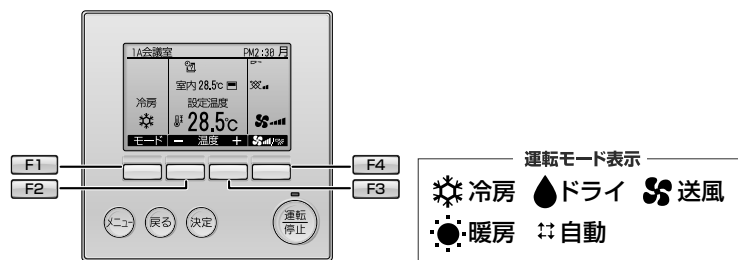 1A会議室 PM2:30 月
室内 28.5℃
冷房 設定温度
28.5℃
モード － 温度 ＋
F1 F4
F2 F3
メニュー 戻る 決定 運転
停止
運転モード表示
冷房 ドライ 送風
暖房 自動